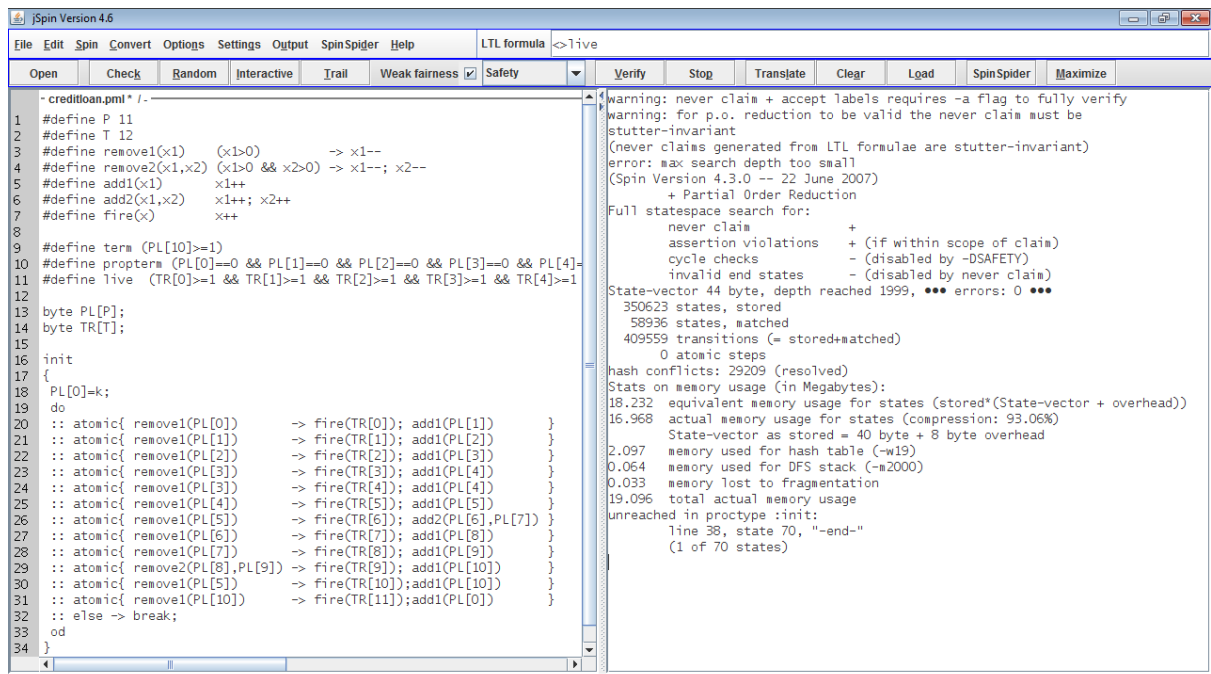 jSpin Version 4.6
File Edit Spin Convert Options Settings Output SpinSpider Help LTL formula <>live
Open Check Random Interactive Trail Weak fairness Safety Verify Stop Translate Clear Load SpinSpider Maximize
- creditloan.pml * / -
1 #define P 11
2 #define T 12
3 #define remove1(x1) (x1>0) -> x1--
4 #define remove2(x1,x2) (x1>0 && x2>0) -> x1--; x2--
5 #define add1(x1) x1++
6 #define add2(x1,x2) x1++; x2++
7 #define fire(x) x++
8
9 #define term (PL[10]>=1)
10 #define propterm (PL[0]==0 && PL[1]==0 && PL[2]==0 && PL[3]==0 && PL[4]=
11 #define live (TR[0]>=1 && TR[1]>=1 && TR[2]>=1 && TR[3]>=1 && TR[4]>=1
12
13 byte PL[P];
14 byte TR[T];
15
16 init
17 {
18 PL[0]=k;
19 do
20 :: atomic{ remove1(PL[0]) -> fire(TR[0]); add1(PL[1]) }
21 :: atomic{ remove1(PL[1]) -> fire(TR[1]); add1(PL[2]) }
22 :: atomic{ remove1(PL[2]) -> fire(TR[2]); add1(PL[3]) }
23 :: atomic{ remove1(PL[3]) -> fire(TR[3]); add1(PL[4]) }
24 :: atomic{ remove1(PL[3]) -> fire(TR[4]); add1(PL[4]) }
25 :: atomic{ remove1(PL[4]) -> fire(TR[5]); add1(PL[5]) }
26 :: atomic{ remove1(PL[5]) -> fire(TR[6]); add2(PL[6],PL[7]) }
27 :: atomic{ remove1(PL[6]) -> fire(TR[7]); add1(PL[8]) }
28 :: atomic{ remove1(PL[7]) -> fire(TR[8]); add1(PL[9]) }
29 :: atomic{ remove2(PL[8],PL[9]) -> fire(TR[9]); add1(PL[10]) }
30 :: atomic{ remove1(PL[5]) -> fire(TR[10]);add1(PL[10]) }
31 :: atomic{ remove1(PL[10]) -> fire(TR[11]);add1(PL[0]) }
32 :: else -> break;
33 od
34 }
warning: never claim + accept labels requires -a flag to fully verify
warning: for p.o. reduction to be valid the never claim must be
stutter-invariant
(never claims generated from LTL formulae are stutter-invariant)
error: max search depth too small
(Spin Version 4.3.0 -- 22 June 2007)
+ Partial Order Reduction
Full statespace search for:
never claim +
assertion violations + (if within scope of claim)
cycle checks - (disabled by -DSAFETY)
invalid end states - (disabled by never claim)
State-vector 44 byte, depth reached 1999, ●●● errors: 0 ●●●
350623 states, stored
58936 states, matched
409559 transitions (= stored+matched)
0 atomic steps
hash conflicts: 29209 (resolved)
Stats on memory usage (in Megabytes):
18.232 equivalent memory usage for states (stored*(State-vector + overhead))
16.968 actual memory usage for states (compression: 93.06%)
State-vector as stored = 40 byte + 8 byte overhead
2.097 memory used for hash table (-w19)
0.064 memory used for DFS stack (-m2000)
0.033 memory lost to fragmentation
19.096 total actual memory usage
unreached in proctype :init:
line 38, state 70, "-end-"
(1 of 70 states)